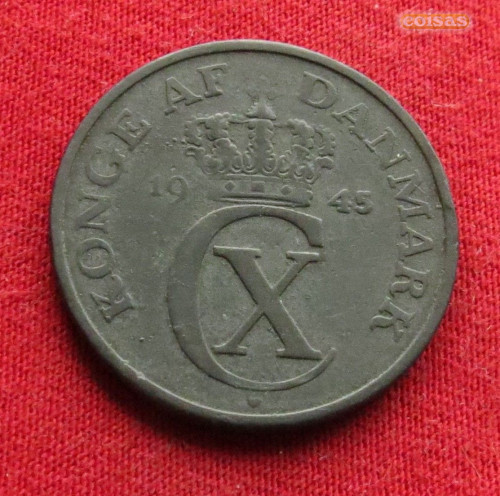 coisas
KONGE AF DANMARK
19 45
CX